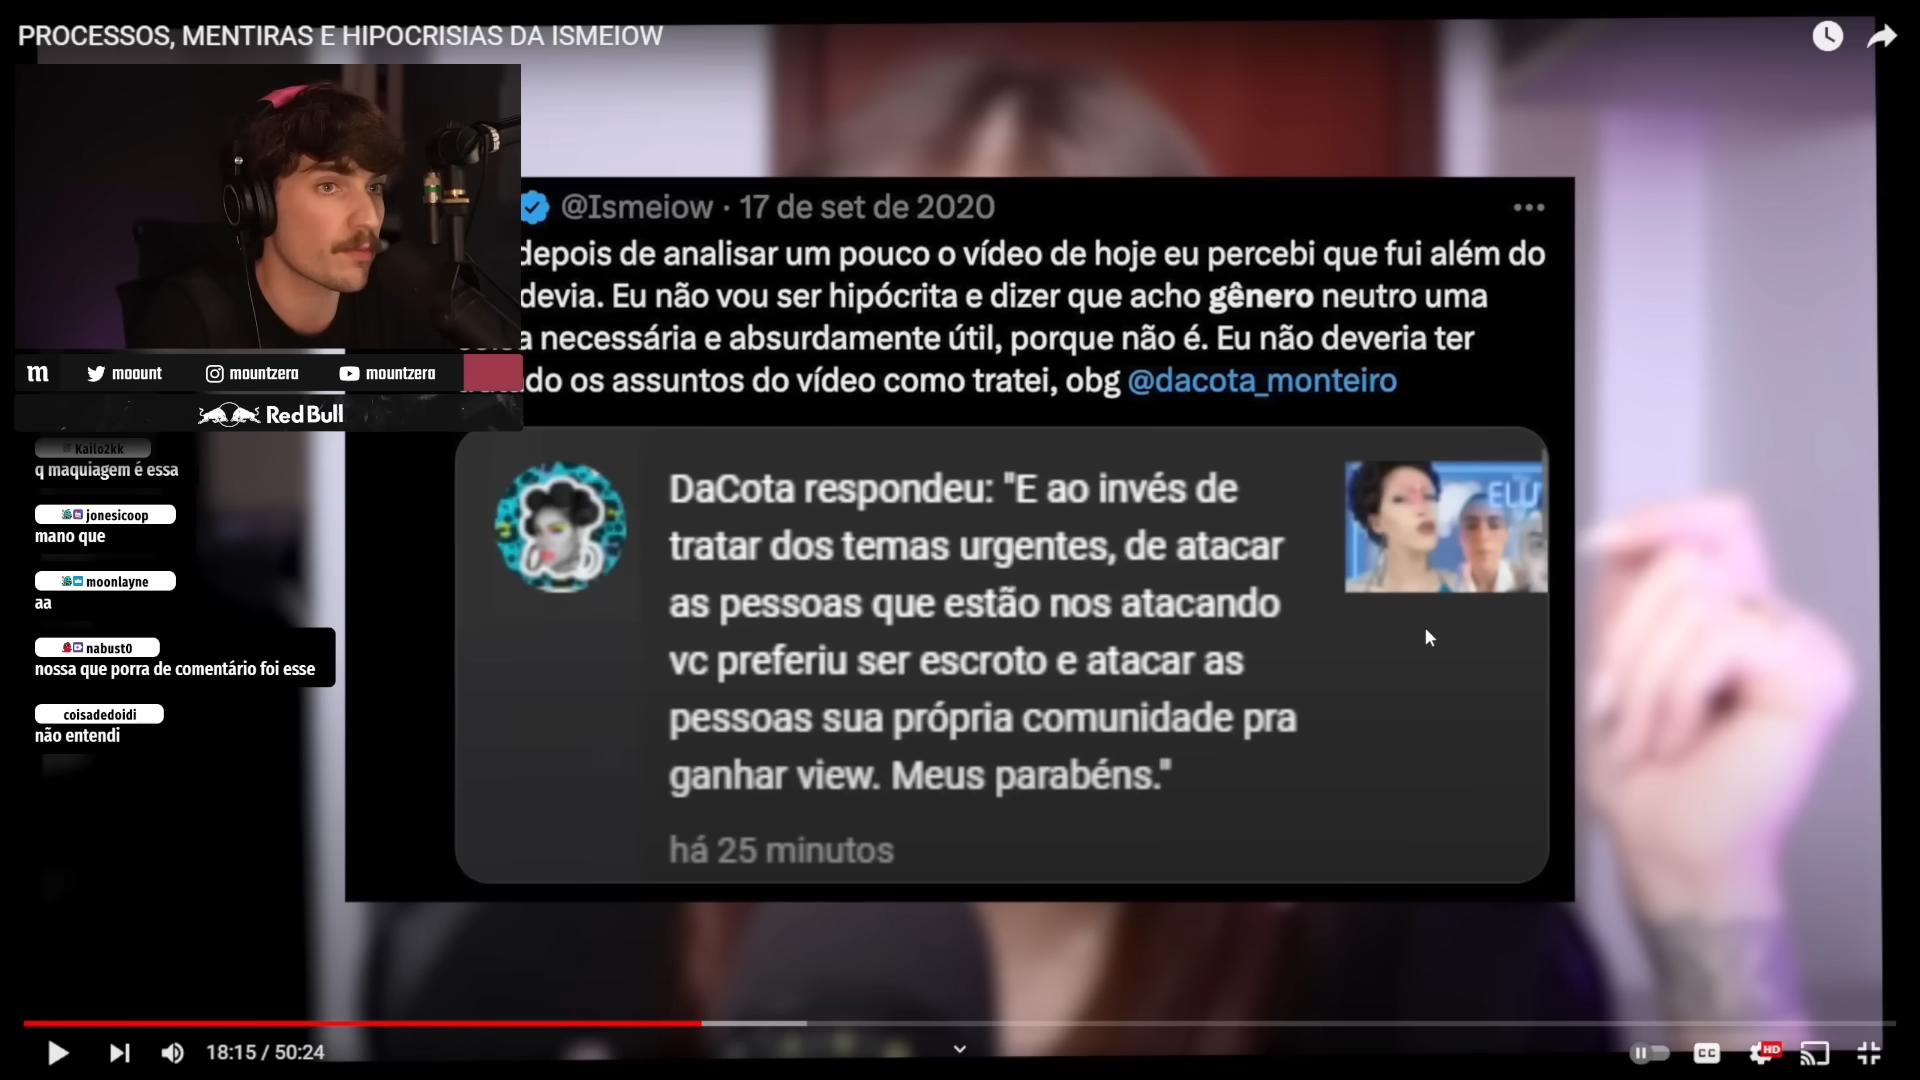 PROCESSOS, MENTIRAS E HIPOCRISIAS DA ISMEIOW
@Ismeiow · 17 de set de 2020
depois de analisar um pouco o vídeo de hoje eu percebi que fui além do
devia. Eu não vou ser hipócrita e dizer que acho gênero neutro uma
necessária e absurdamente útil, porque não é. Eu não deveria ter
do os assuntos do vídeo como tratei, obg @dacota_monteiro
m moount mountzera mountzera
Red Bull
Kailo2kk
q maquiagem é essa
jonesicoop
mano que
moonlayne
aa
nabust0
nossa que porra de comentário foi esse
coisadedoidi
não entendi
DaCota respondeu: "E ao invés de
tratar dos temas urgentes, de atacar
as pessoas que estão nos atacando
vc preferiu ser escroto e atacar as
pessoas sua própria comunidade pra
ganhar view. Meus parabéns."
há 25 minutos
ELU
18:15 / 50:24
CC
HD